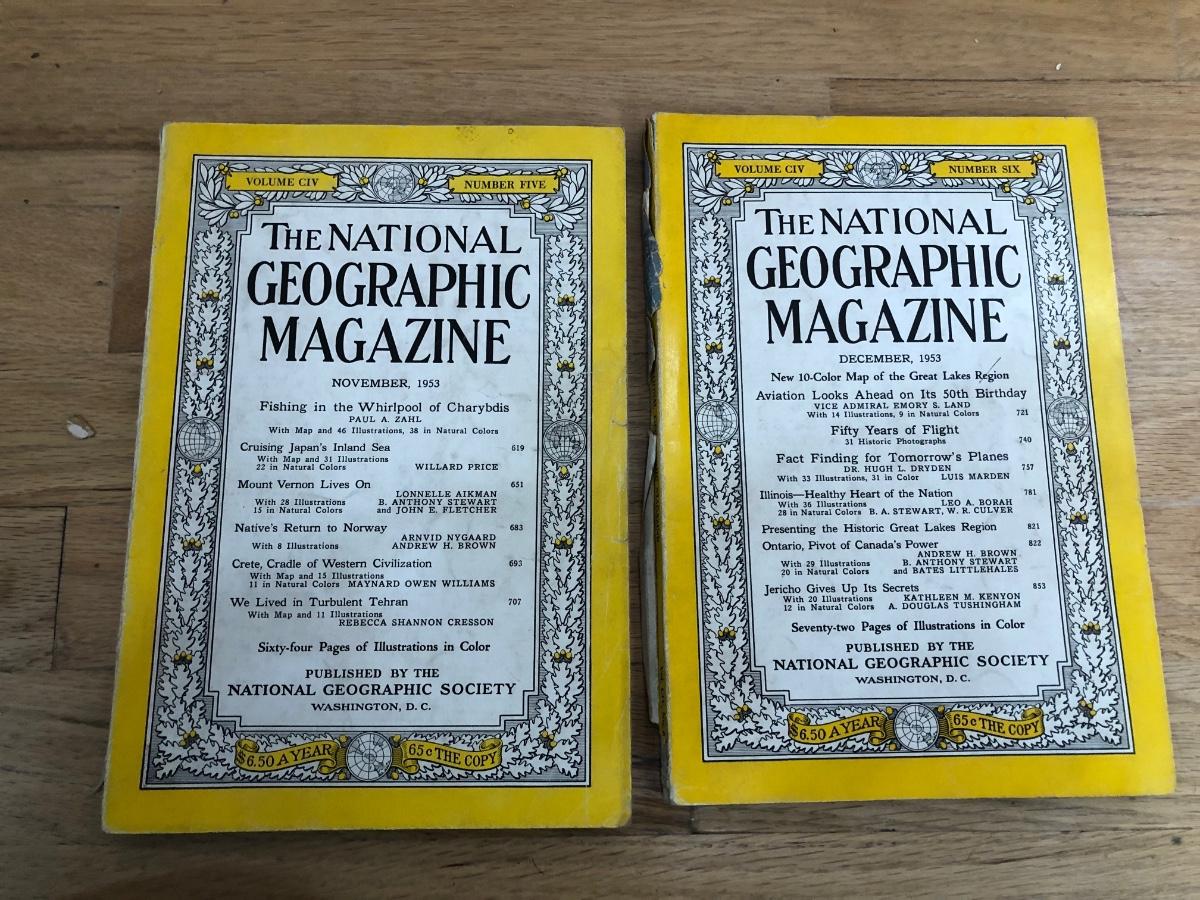 VOLUME CIV
NUMBER FIVE
THE NATIONAL
GEOGRAPHIC
MAGAZINE
NOVEMBER, 1953
Fishing in the Whirlpool of Charybdis
PAUL A. ZAHL
With Map and 46 Illustrations, 38 in Natural Colors
Cruising Japan's Inland Sea 619
With Map and 31 Illustrations
22 in Natural Colors WILLARD PRICE
Mount Vernon Lives On 651
LONNELLE AIKMAN
With 28 Illustrations B. ANTHONY STEWART
15 in Natural Colors and JOHN E. FLETCHER
Native's Return to Norway 683
ARNVID NYGAARD
With 8 Illustrations ANDREW H. BROWN
Crete, Cradle of Western Civilization 693
With Map and 15 Illustrations
11 in Natural Colors MAYNARD OWEN WILLIAMS
We Lived in Turbulent Tehran 707
With Map and 11 Illustrations
REBECCA SHANNON CRESSON
Sixty-four Pages of Illustrations in Color
PUBLISHED BY THE
NATIONAL GEOGRAPHIC SOCIETY
WASHINGTON, D. C.
$6.50 A YEAR
65c THE COPY
VOLUME CIV
NUMBER SIX
THE NATIONAL
GEOGRAPHIC
MAGAZINE
DECEMBER, 1953
New 10-Color Map of the Great Lakes Region
Aviation Looks Ahead on Its 50th Birthday
VICE ADMIRAL EMORY S. LAND
With 14 Illustrations, 9 in Natural Colors 721
Fifty Years of Flight
31 Historic Photographs 740
Fact Finding for Tomorrow's Planes
DR. HUGH L. DRYDEN 757
With 33 Illustrations, 31 in Color LUIS MARDEN
Illinois—Healthy Heart of the Nation 781
With 36 Illustrations LEO A. BORAH
28 in Natural Colors B. A. STEWART, W. R. CULVER
Presenting the Historic Great Lakes Region 821
Ontario, Pivot of Canada's Power 822
ANDREW H. BROWN
With 29 Illustrations B. ANTHONY STEWART
20 in Natural Colors and BATES LITTLEHALES
Jericho Gives Up Its Secrets 853
With 20 Illustrations KATHLEEN M. KENYON
12 in Natural Colors A. DOUGLAS TUSHINGHAM
Seventy-two Pages of Illustrations in Color
PUBLISHED BY THE
NATIONAL GEOGRAPHIC SOCIETY
WASHINGTON, D. C.
$6.50 A YEAR
65c THE COPY